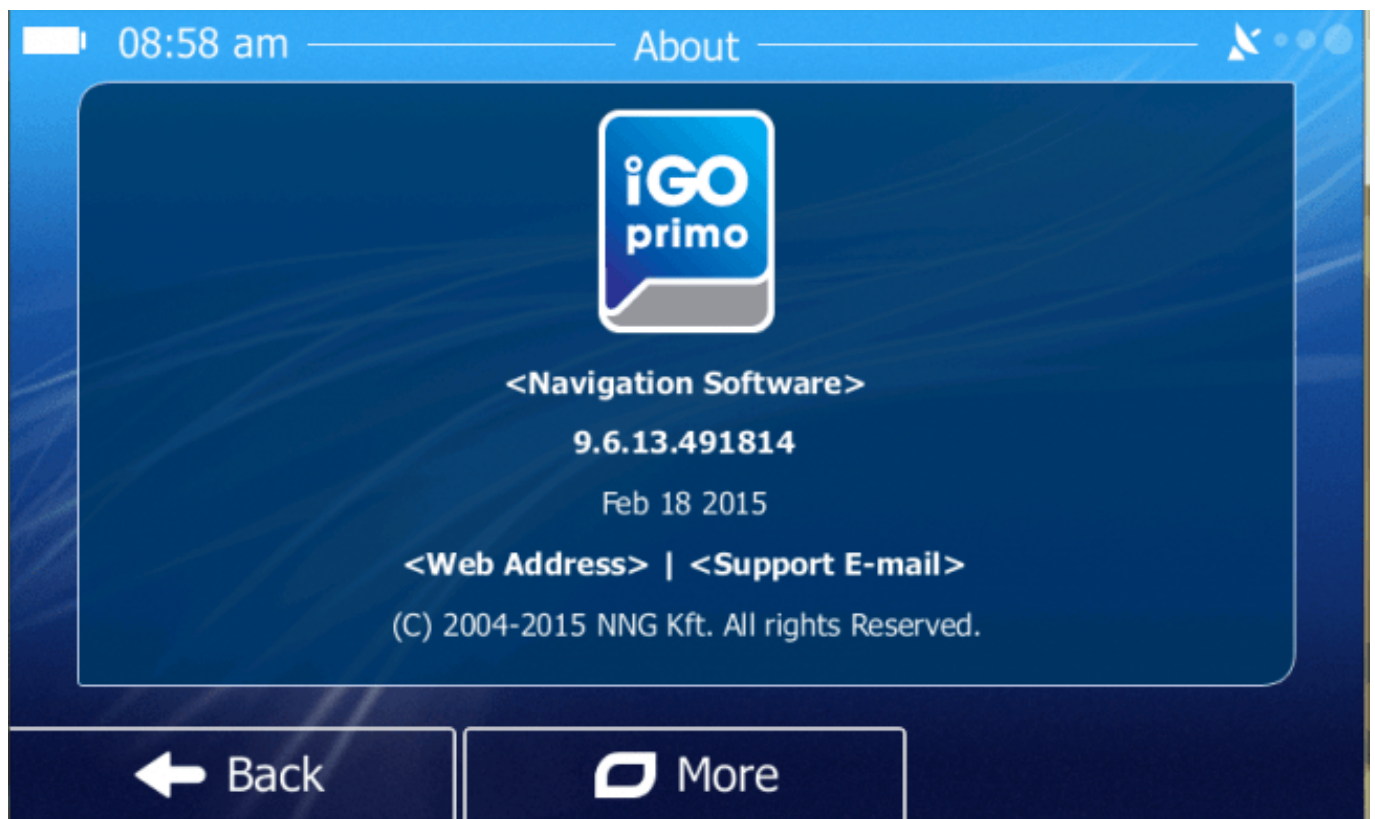 08:58 am
About
iGO
primo
<Navigation Software>
9.6.13.491814
Feb 18 2015
<Web Address> | <Support E-mail>
(C) 2004-2015 NNG Kft. All rights Reserved.
Back
More